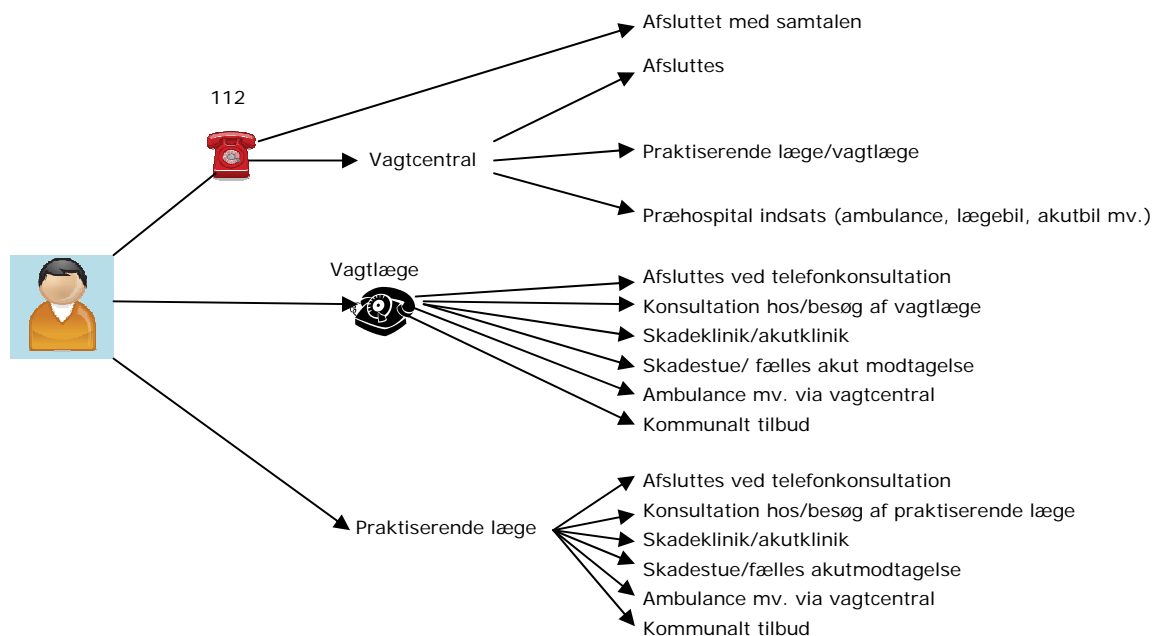 112
Afsluttet med samtalen
Afsluttes
Vagtcentral
Praktiserende læge/vagtlæge
Præhospital indsats (ambulance, lægebil, akutbil mv.)
Vagtlæge
Afsluttes ved telefonkonsultation
Konsultation hos/besøg af vagtlæge
Skadeklinik/akutklinik
Skadestue/ fælles akut modtagelse
Ambulance mv. via vagtcentral
Kommunalt tilbud
Praktiserende læge
Afsluttes ved telefonkonsultation
Konsultation hos/besøg af praktiserende læge
Skadeklinik/akutklinik
Skadestue/fælles akutmodtagelse
Ambulance mv. via vagtcentral
Kommunalt tilbud